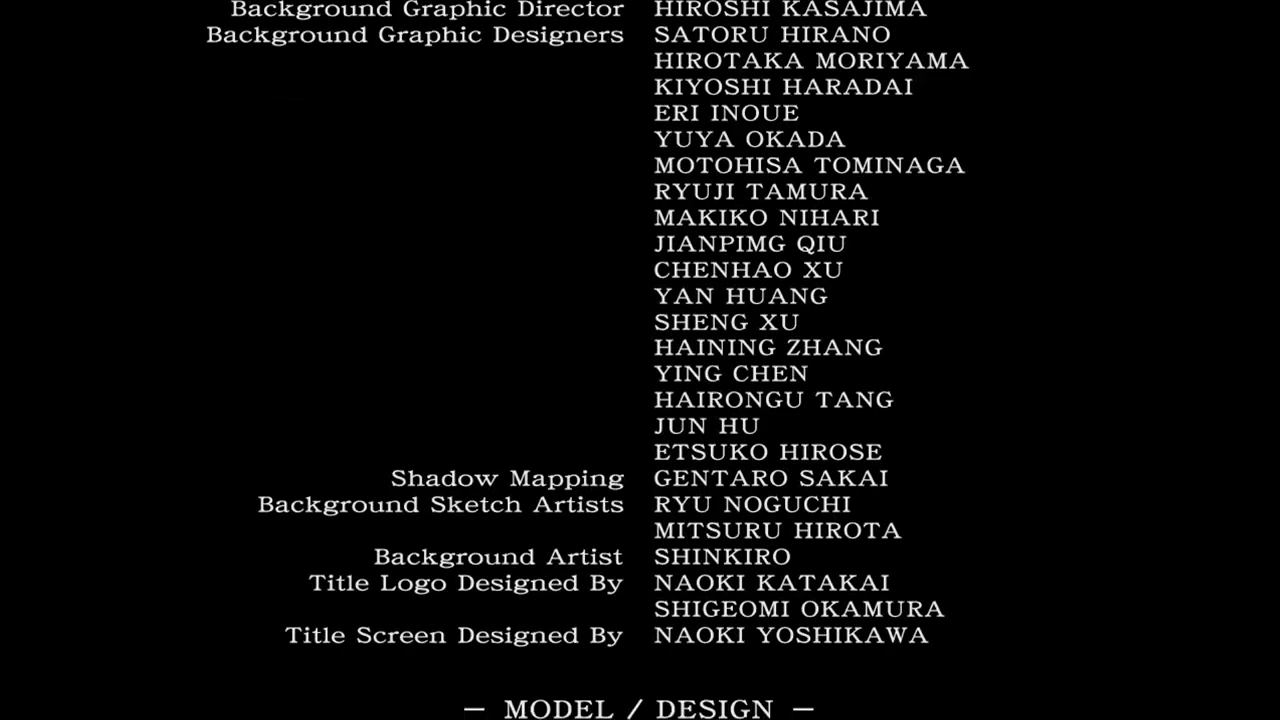 Background Graphic Director HIROSHI KASAJIMA
Background Graphic Designers SATORU HIRANO
HIROTAKA MORIYAMA
KIYOSHI HARADAI
ERI INOUE
YUYA OKADA
MOTOHISA TOMINAGA
RYUJI TAMURA
MAKIKO NIHARI
JIANPIMG QIU
CHENHAO XU
YAN HUANG
SHENG XU
HAINING ZHANG
YING CHEN
HAIRONGU TANG
JUN HU
ETSUKO HIROSE
Shadow Mapping GENTARO SAKAI
Background Sketch Artists RYU NOGUCHI
MITSURU HIROTA
Background Artist SHINKIRO
Title Logo Designed By NAOKI KATAKAI
SHIGEOMI OKAMURA
Title Screen Designed By NAOKI YOSHIKAWA
— MODEL / DESIGN —